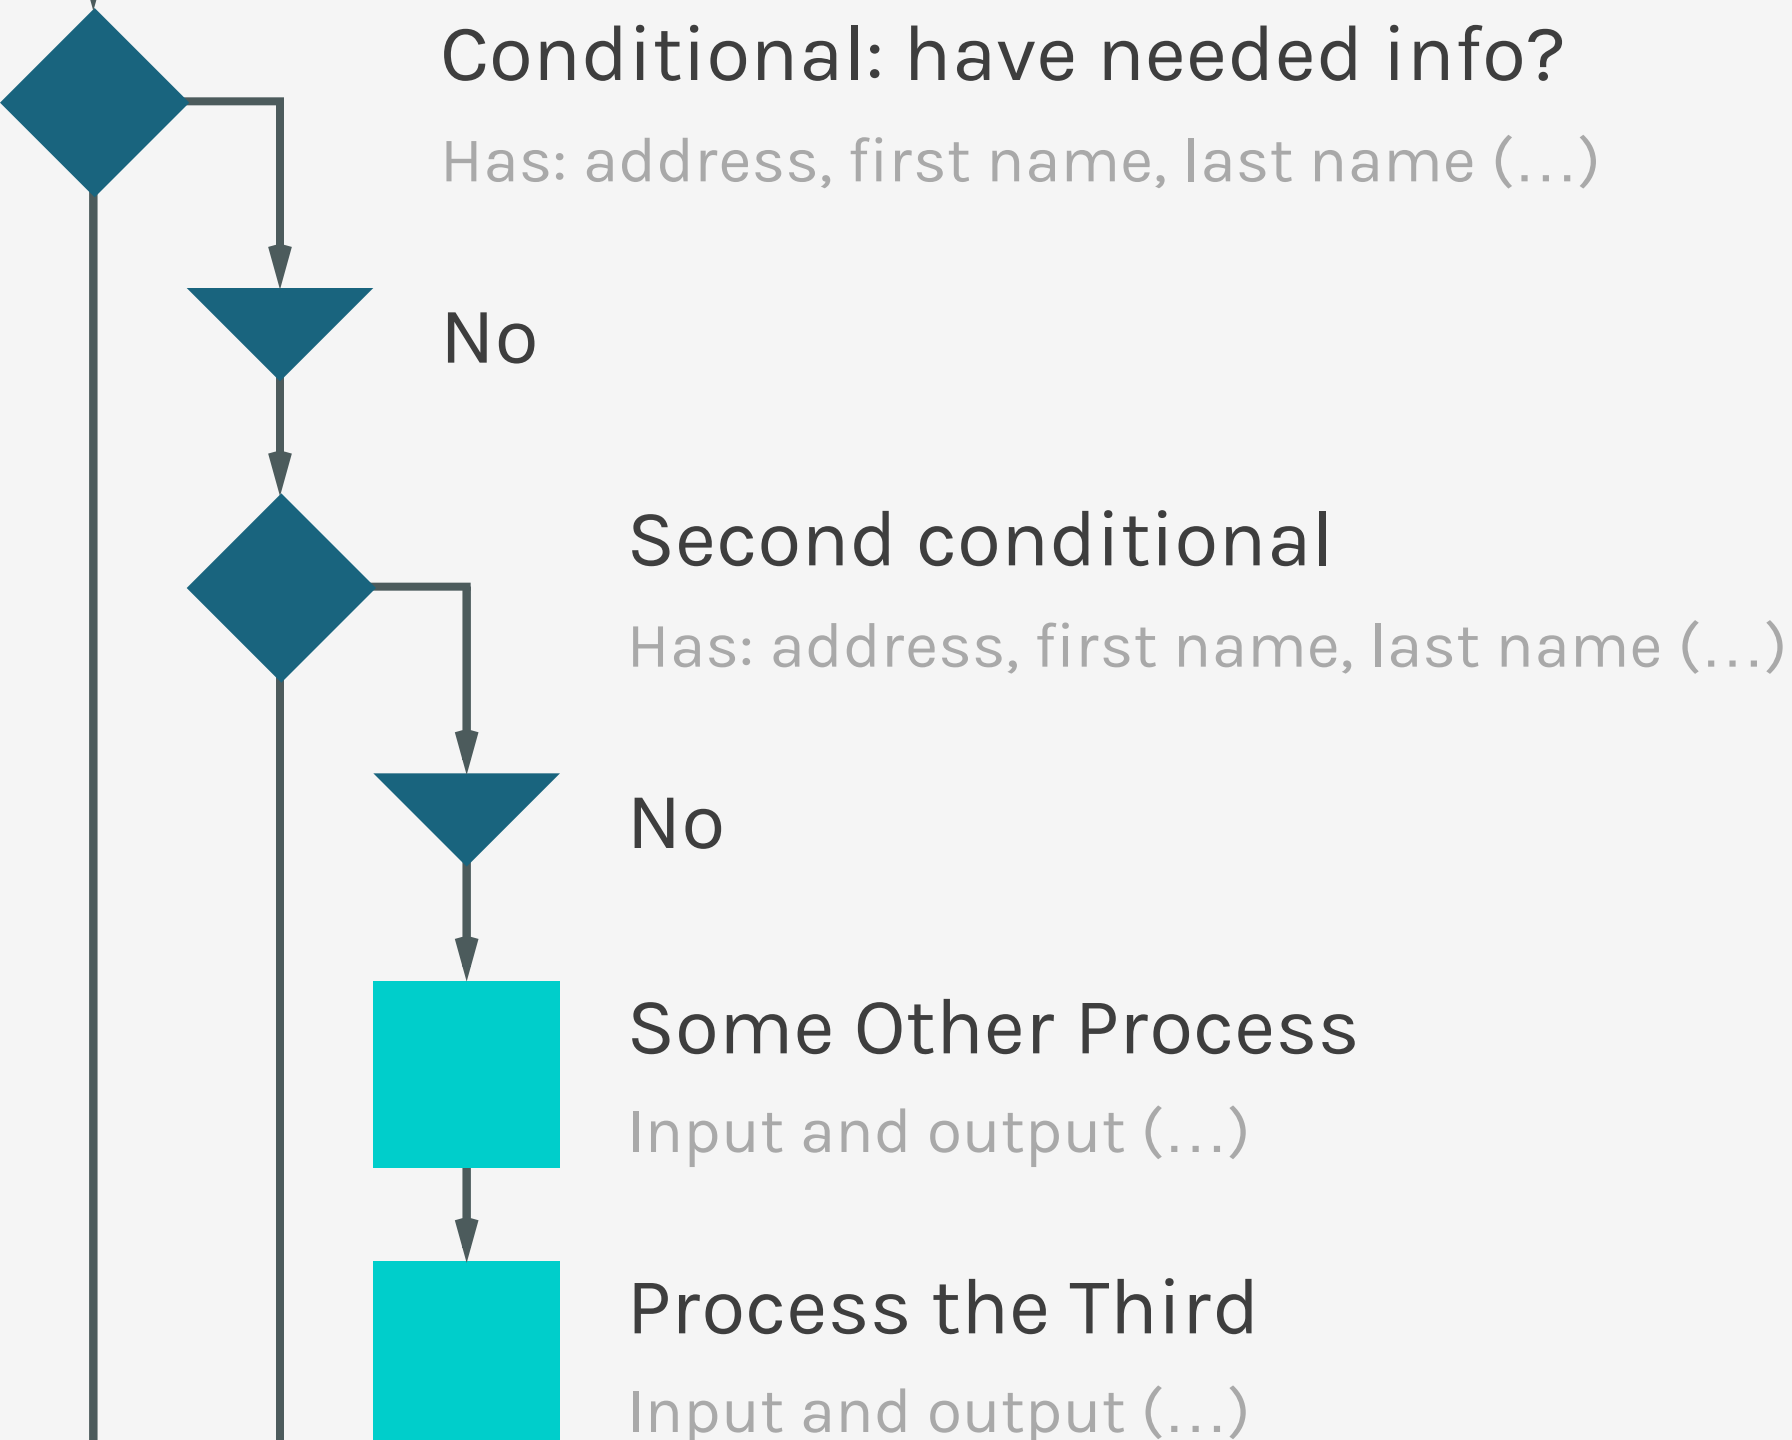 Conditional: have needed info?
Has: address, first name, last name (...)
No
Second conditional
Has: address, first name, last name (...)
No
Some Other Process
Input and output (...)
Process the Third
Input and output (...)